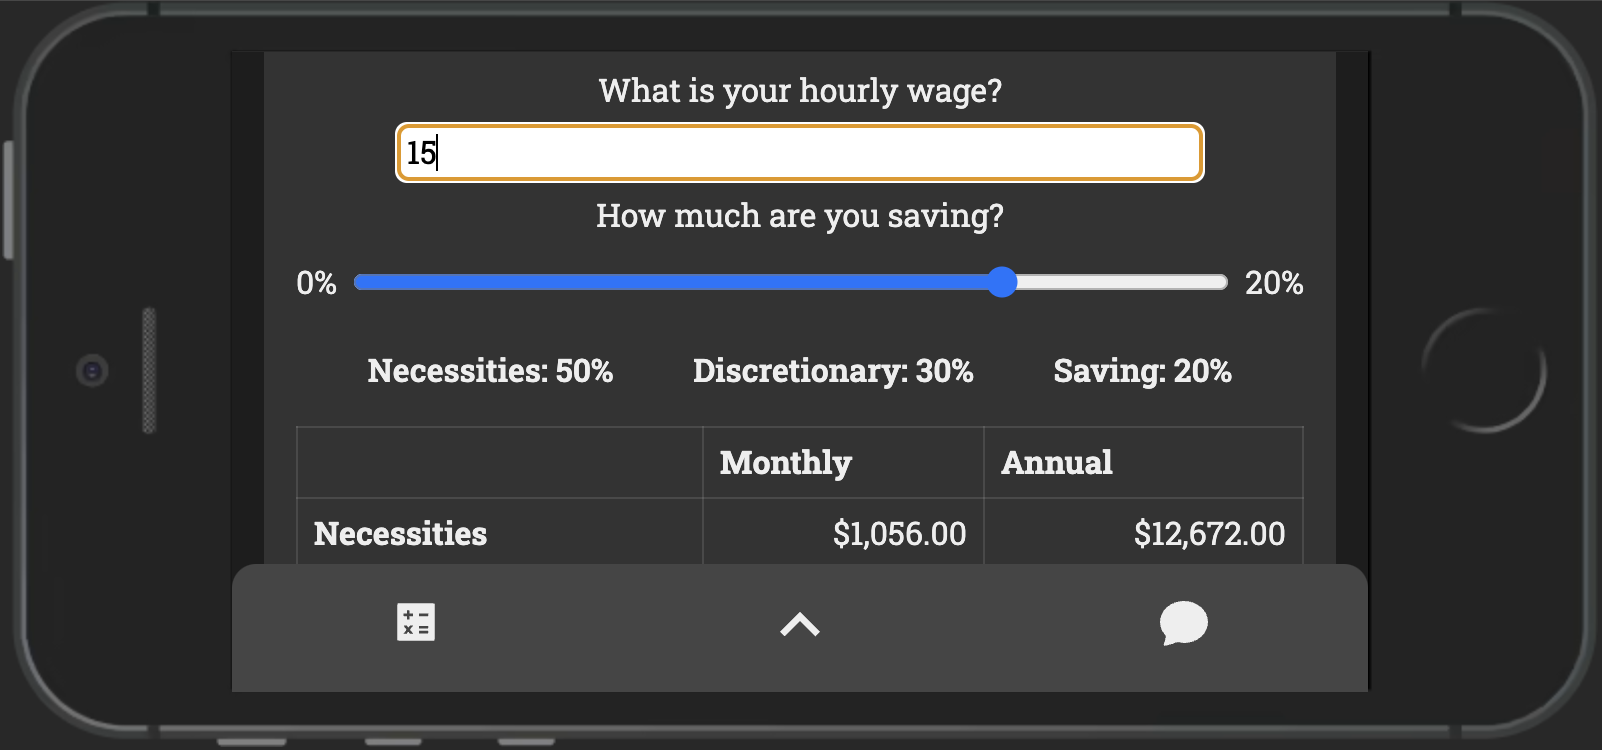 What is your hourly wage?
15
How much are you saving?
0% 20%
Necessities: 50% Discretionary: 30% Saving: 20%
Monthly Annual
Necessities $1,056.00 $12,672.00